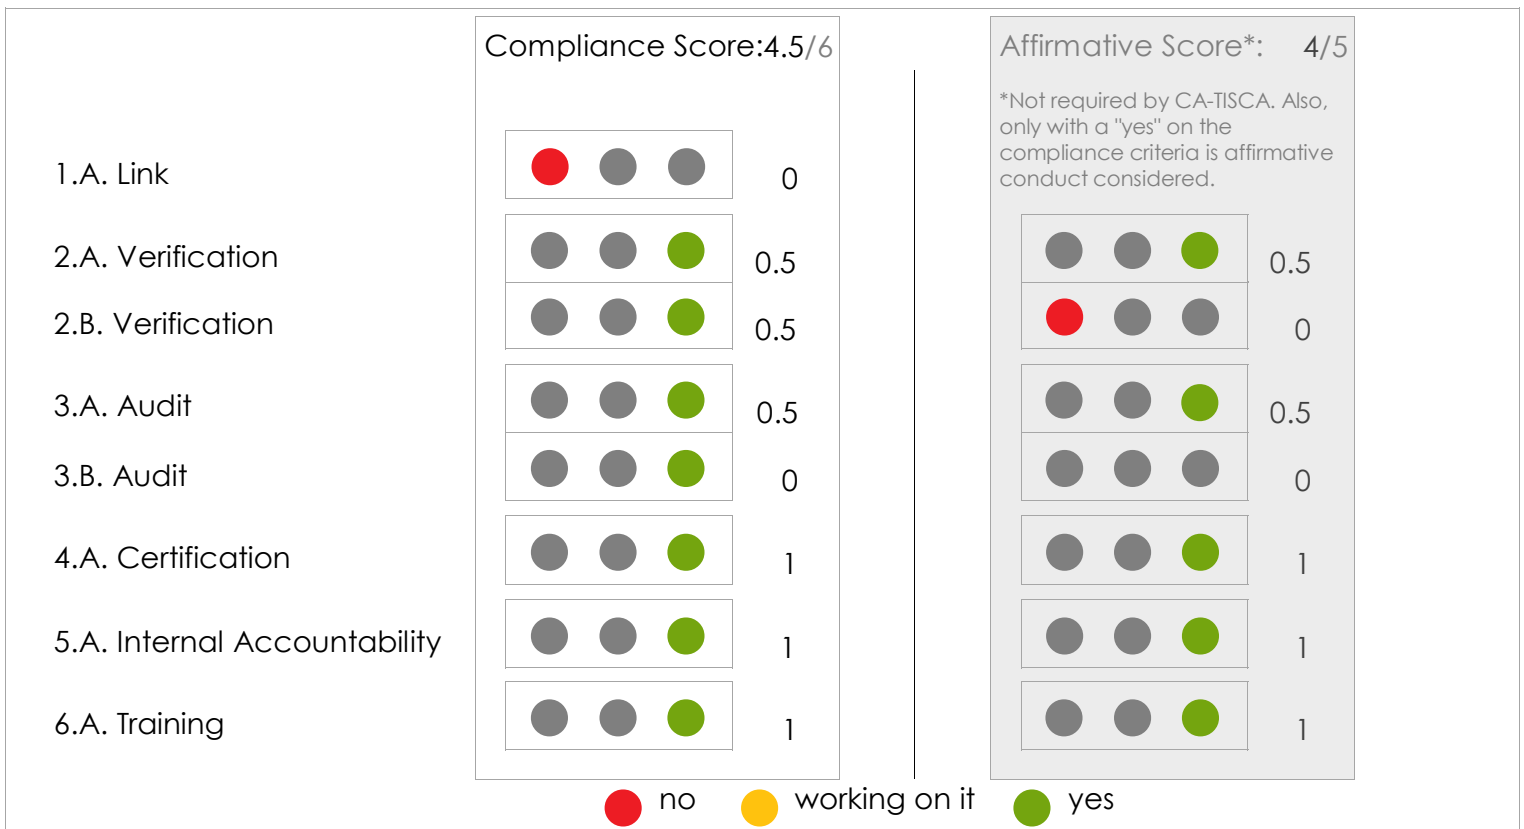 Compliance Score:4.5/6
Affirmative Score*: 4/5
*Not required by CA-TISCA. Also,
only with a "yes" on the
compliance criteria is affirmative
conduct considered.
1.A. Link 0
2.A. Verification 0.5 0.5
2.B. Verification 0.5 0
3.A. Audit 0.5 0.5
3.B. Audit 0 0
4.A. Certification 1 1
5.A. Internal Accountability 1 1
6.A. Training 1 1
no working on it yes